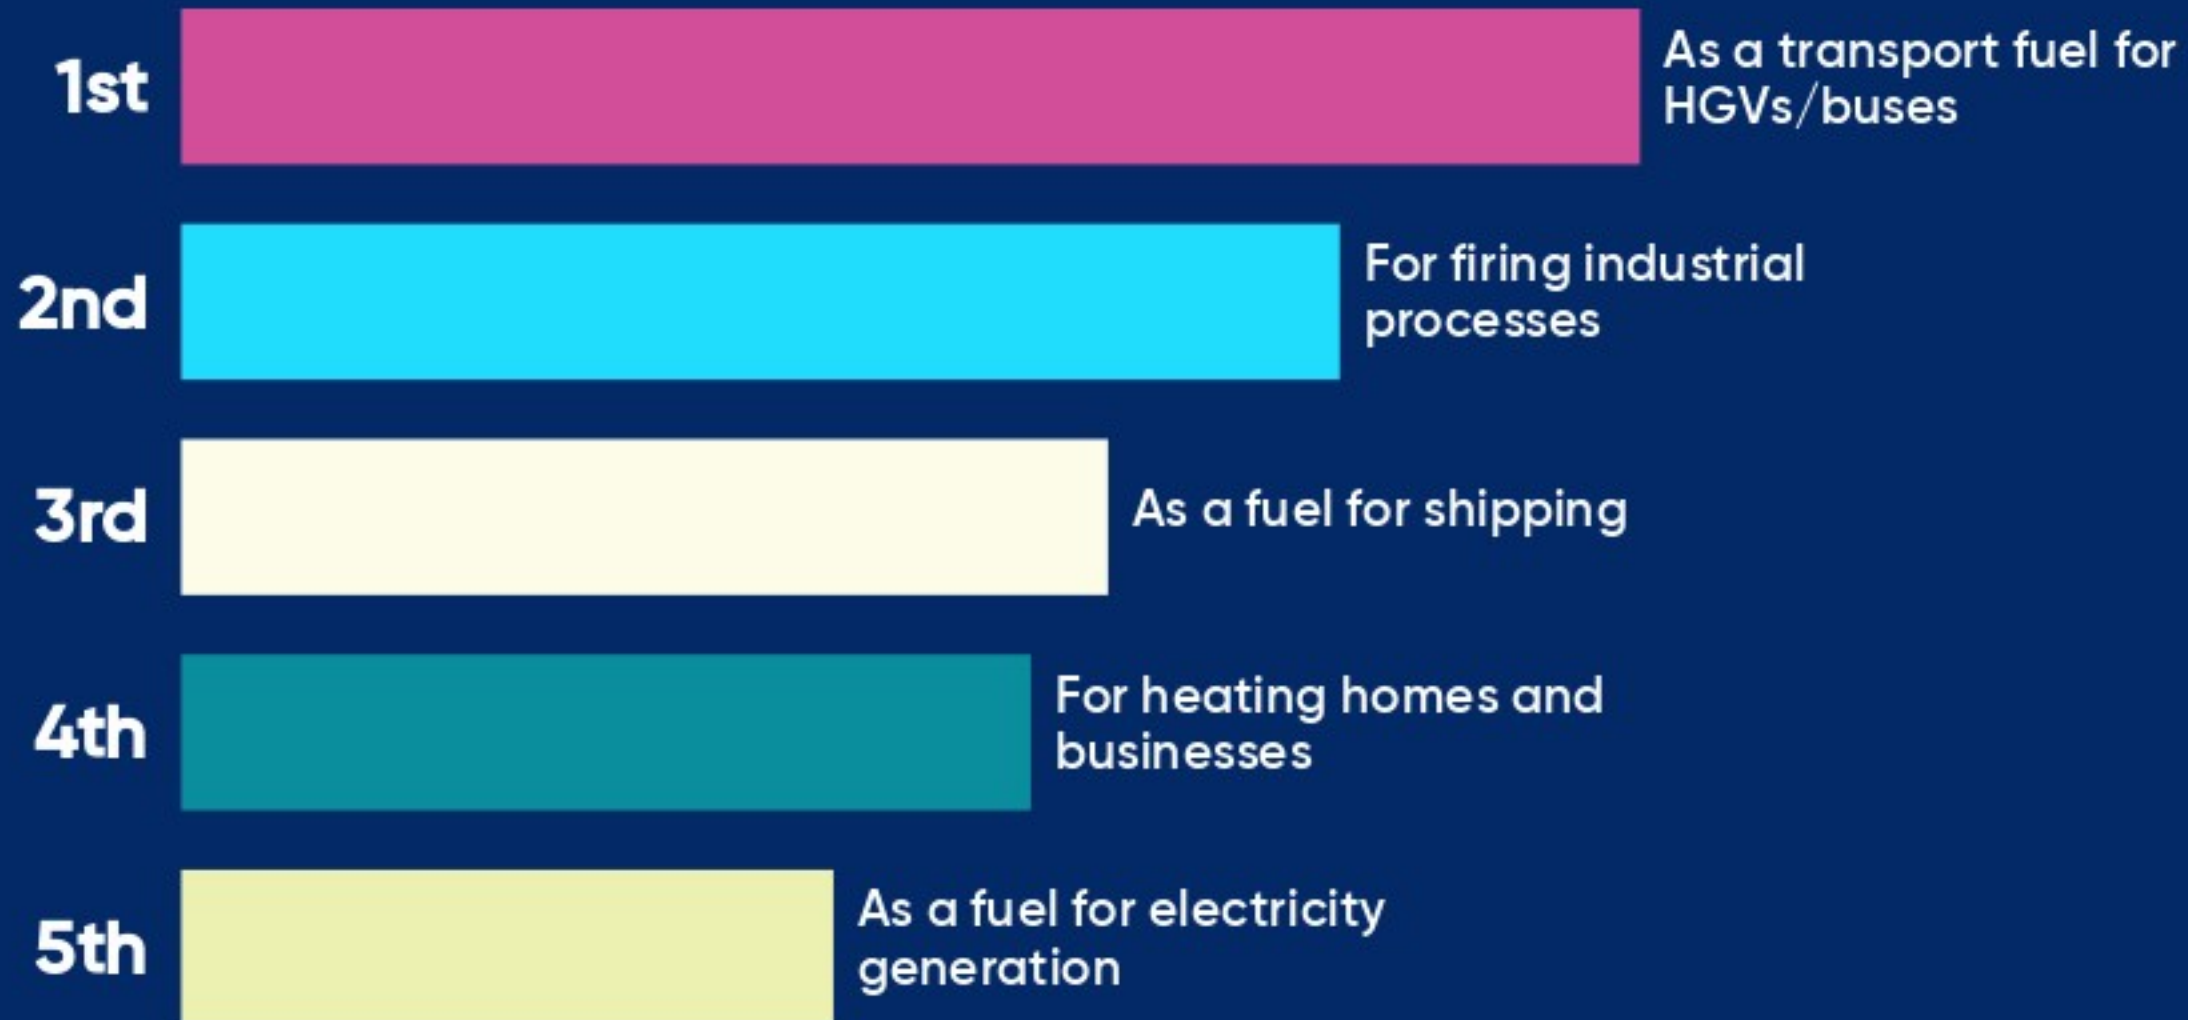 1st
As a transport fuel for
HGVs/buses
2nd
For firing industrial
processes
3rd
As a fuel for shipping
4th
For heating homes and
businesses
5th
As a fuel for electricity
generation